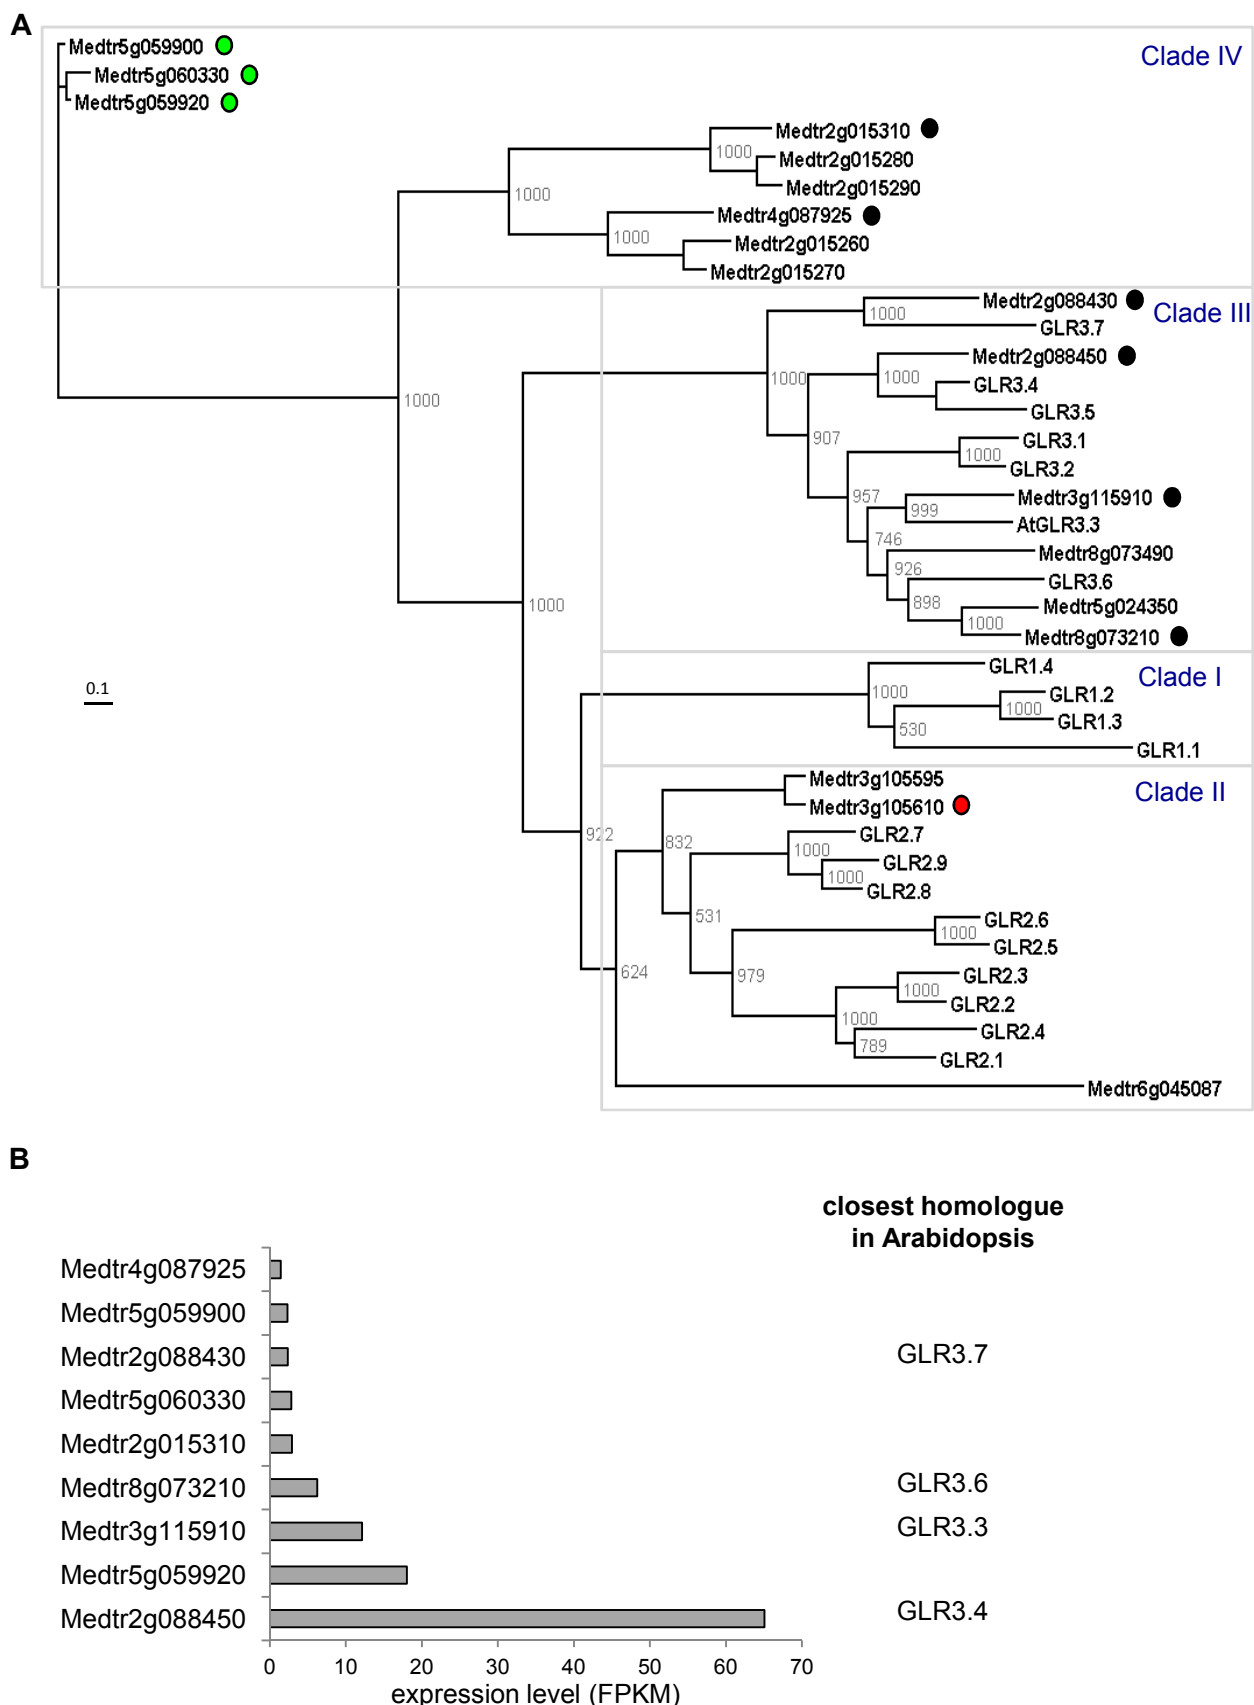 A
Clade IV
Medtr5g059900
Medtr5g060330
Medtr5g059920
Medtr2g015310
1000
Medtr2g015280
Medtr2g015290
1000
Medtr4g087925
1000
Medtr2g015260
Medtr2g015270
Medtr2g088430
Clade III
1000
GLR3.7
Medtr2g088450
1000
1000
GLR3.4
1000
GLR3.5
907
GLR3.1
1000
GLR3.2
957
Medtr3g115910
999
AtGLR3.3
746
Medtr8g073490
926
GLR3.6
898
Medtr5g024350
1000
1000
Medtr8g073210
GLR1.4
Clade I
0.1
1000
GLR1.2
1000
GLR1.3
530
GLR1.1
Medtr3g105595
Clade II
Medtr3g105610
922
832
GLR2.7
1000
GLR2.9
1000
GLR2.8
531
GLR2.6
1000
GLR2.5
624
979
GLR2.3
1000
GLR2.2
1000
GLR2.4
789
GLR2.1
Medtr6g045087
B
closest homologue
in Arabidopsis
Medtr4g087925
Medtr5g059900
Medtr2g088430 GLR3.7
Medtr5g060330
Medtr2g015310
Medtr8g073210 GLR3.6
Medtr3g115910 GLR3.3
Medtr5g059920
Medtr2g088450 GLR3.4
0 10 20 30 40 50 60 70
expression level (FPKM)